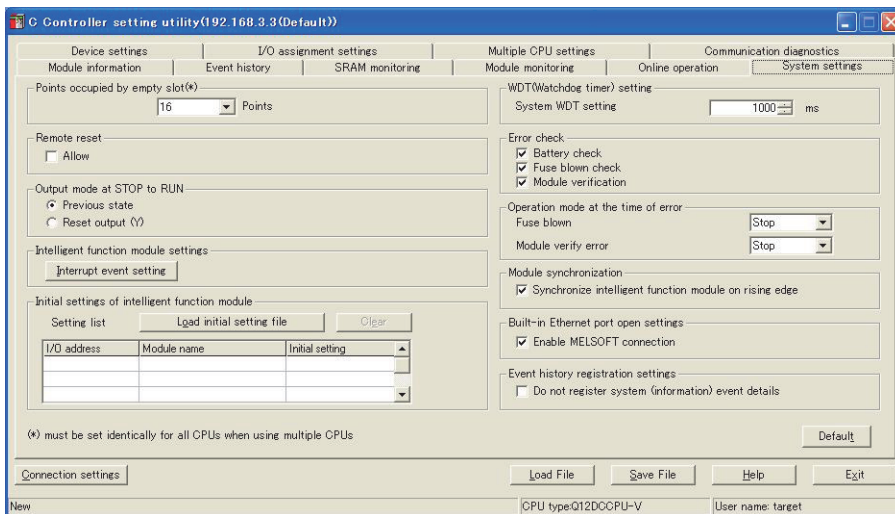 C Controller setting utility(192.168.3.3(Default))
Device settings
I/O assignment settings
Multiple CPU settings
Communication diagnostics
Module information
Event history
SRAM monitoring
Module monitoring
Online operation
System settings
Points occupied by empty slot(*)
16 Points
Remote reset
Allow
Output mode at STOP to RUN
Previous state
Reset output (Y)
Intelligent function module settings
Interrupt event setting
Initial settings of intelligent function module
Setting list Load initial setting file Clear
I/O address Module name Initial setting
(*) must be set identically for all CPUs when using multiple CPUs
WDT(Watchdog timer) setting
System WDT setting 1000 ms
Error check
Battery check
Fuse blown check
Module verification
Operation mode at the time of error
Fuse blown Stop
Module verify error Stop
Module synchronization
Synchronize intelligent function module on rising edge
Built-in Ethernet port open settings
Enable MELSOFT connection
Event history registration settings
Do not register system (information) event details
Default
Connection settings Load File Save File Help Exit
New CPU type:Q12DCCPU-V User name: target